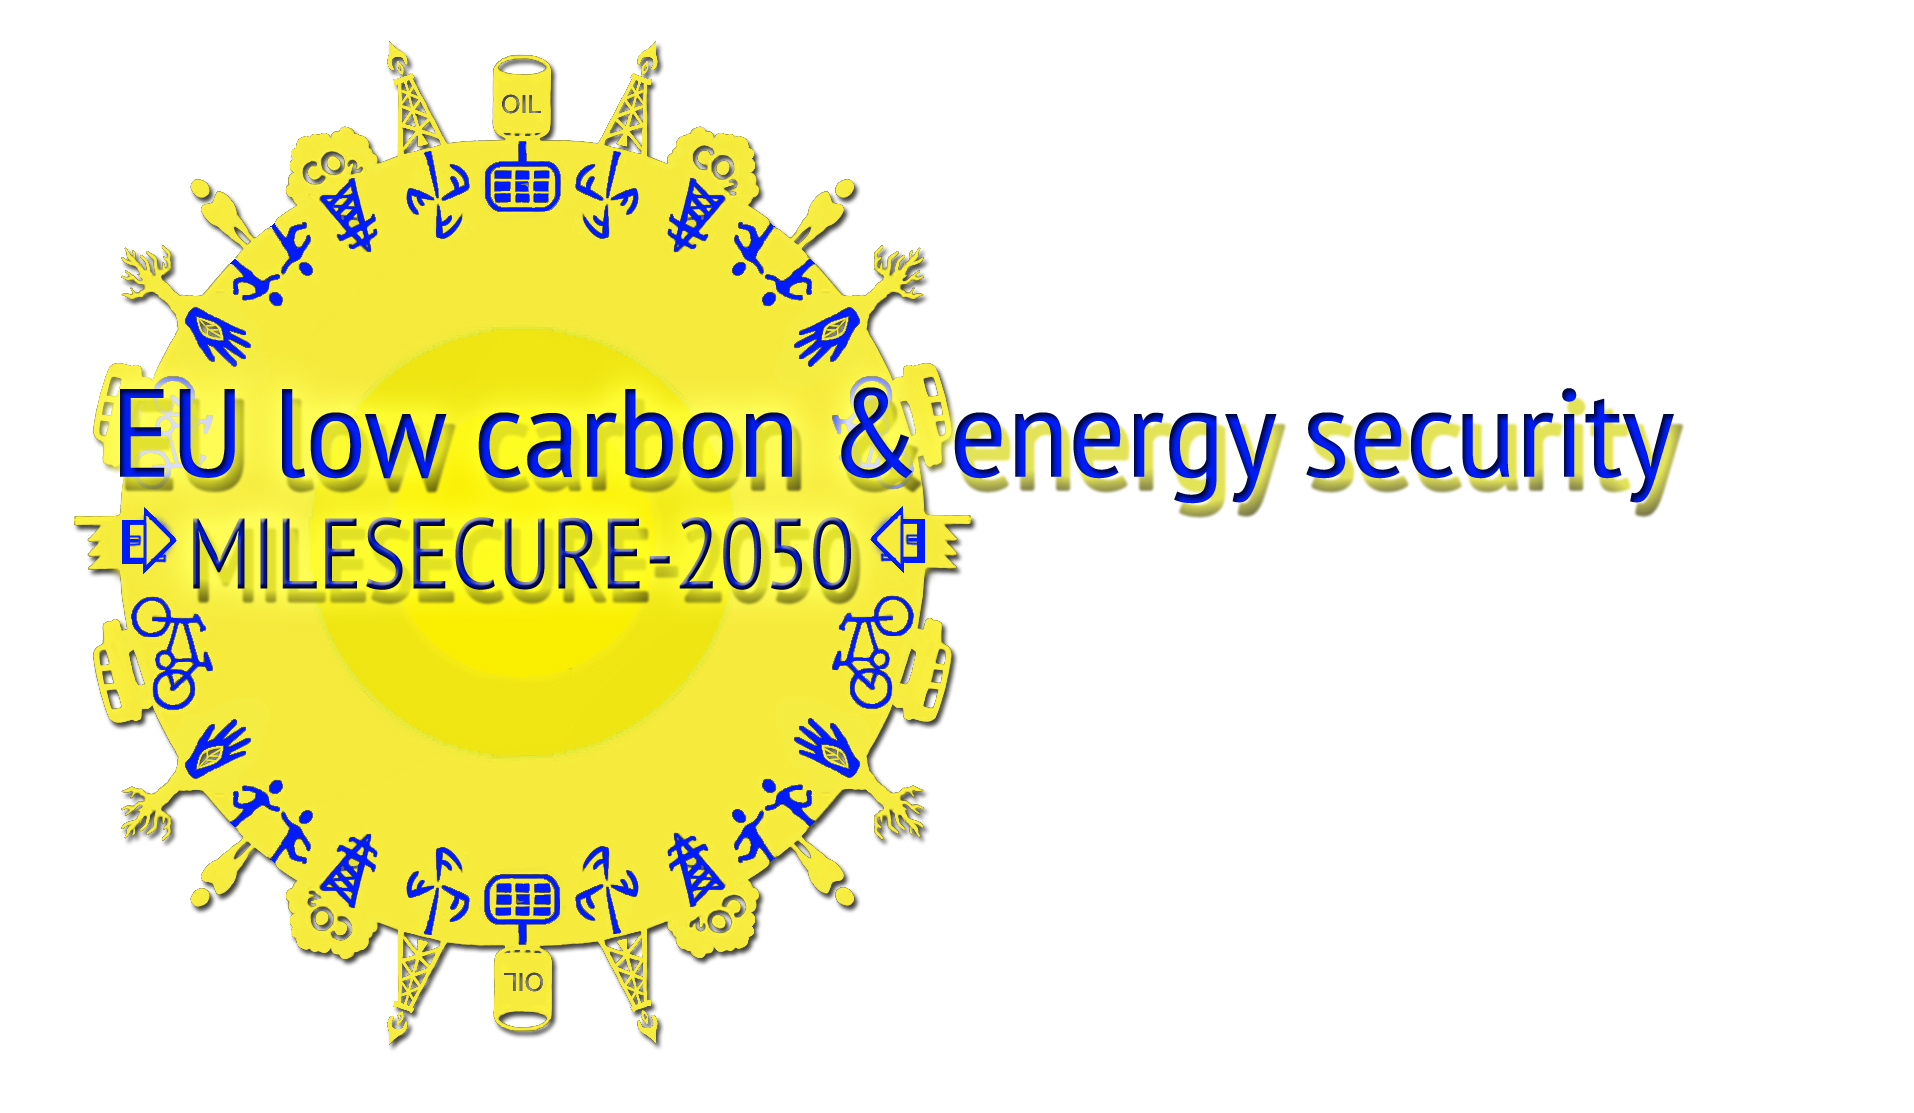 OIL
CO2
CO2
EU low carbon & energy security
MILESECURE-2050
CO2
CO2
OIL